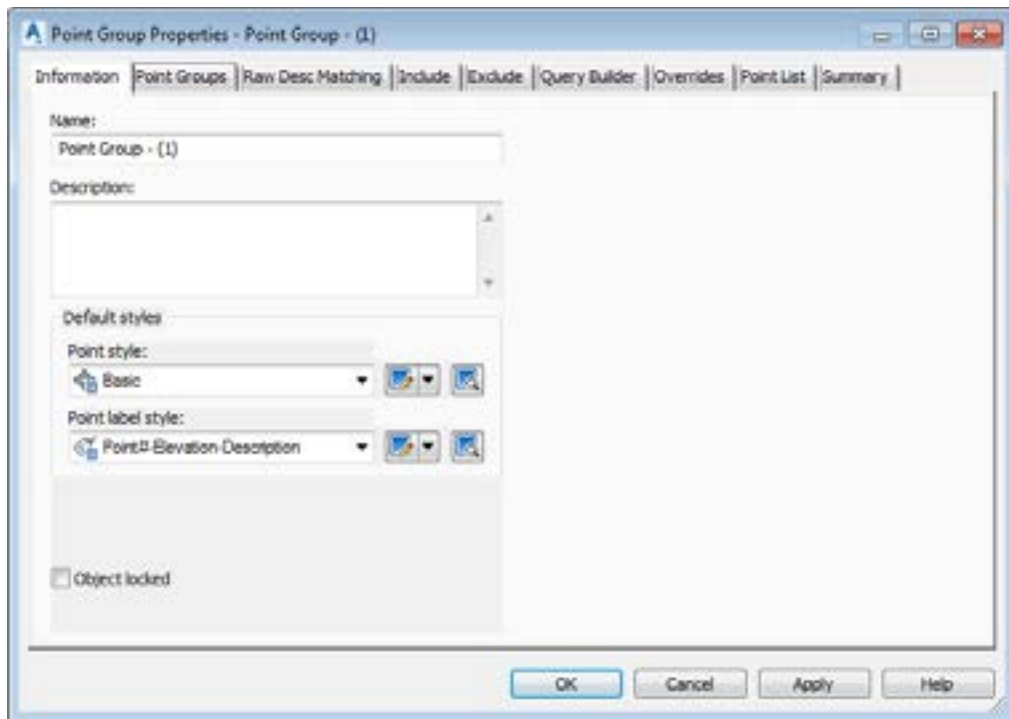 Point Group Properties - Point Group - (1)
Information Point Groups Raw Desc Matching Include Exclude Query Builder Overrides Point List Summary
Name:
Point Group - (1)
Description:
Default styles
Point style:
Basic
Point label style:
Point#-Elevation-Description
Object locked
OK Cancel Apply Help